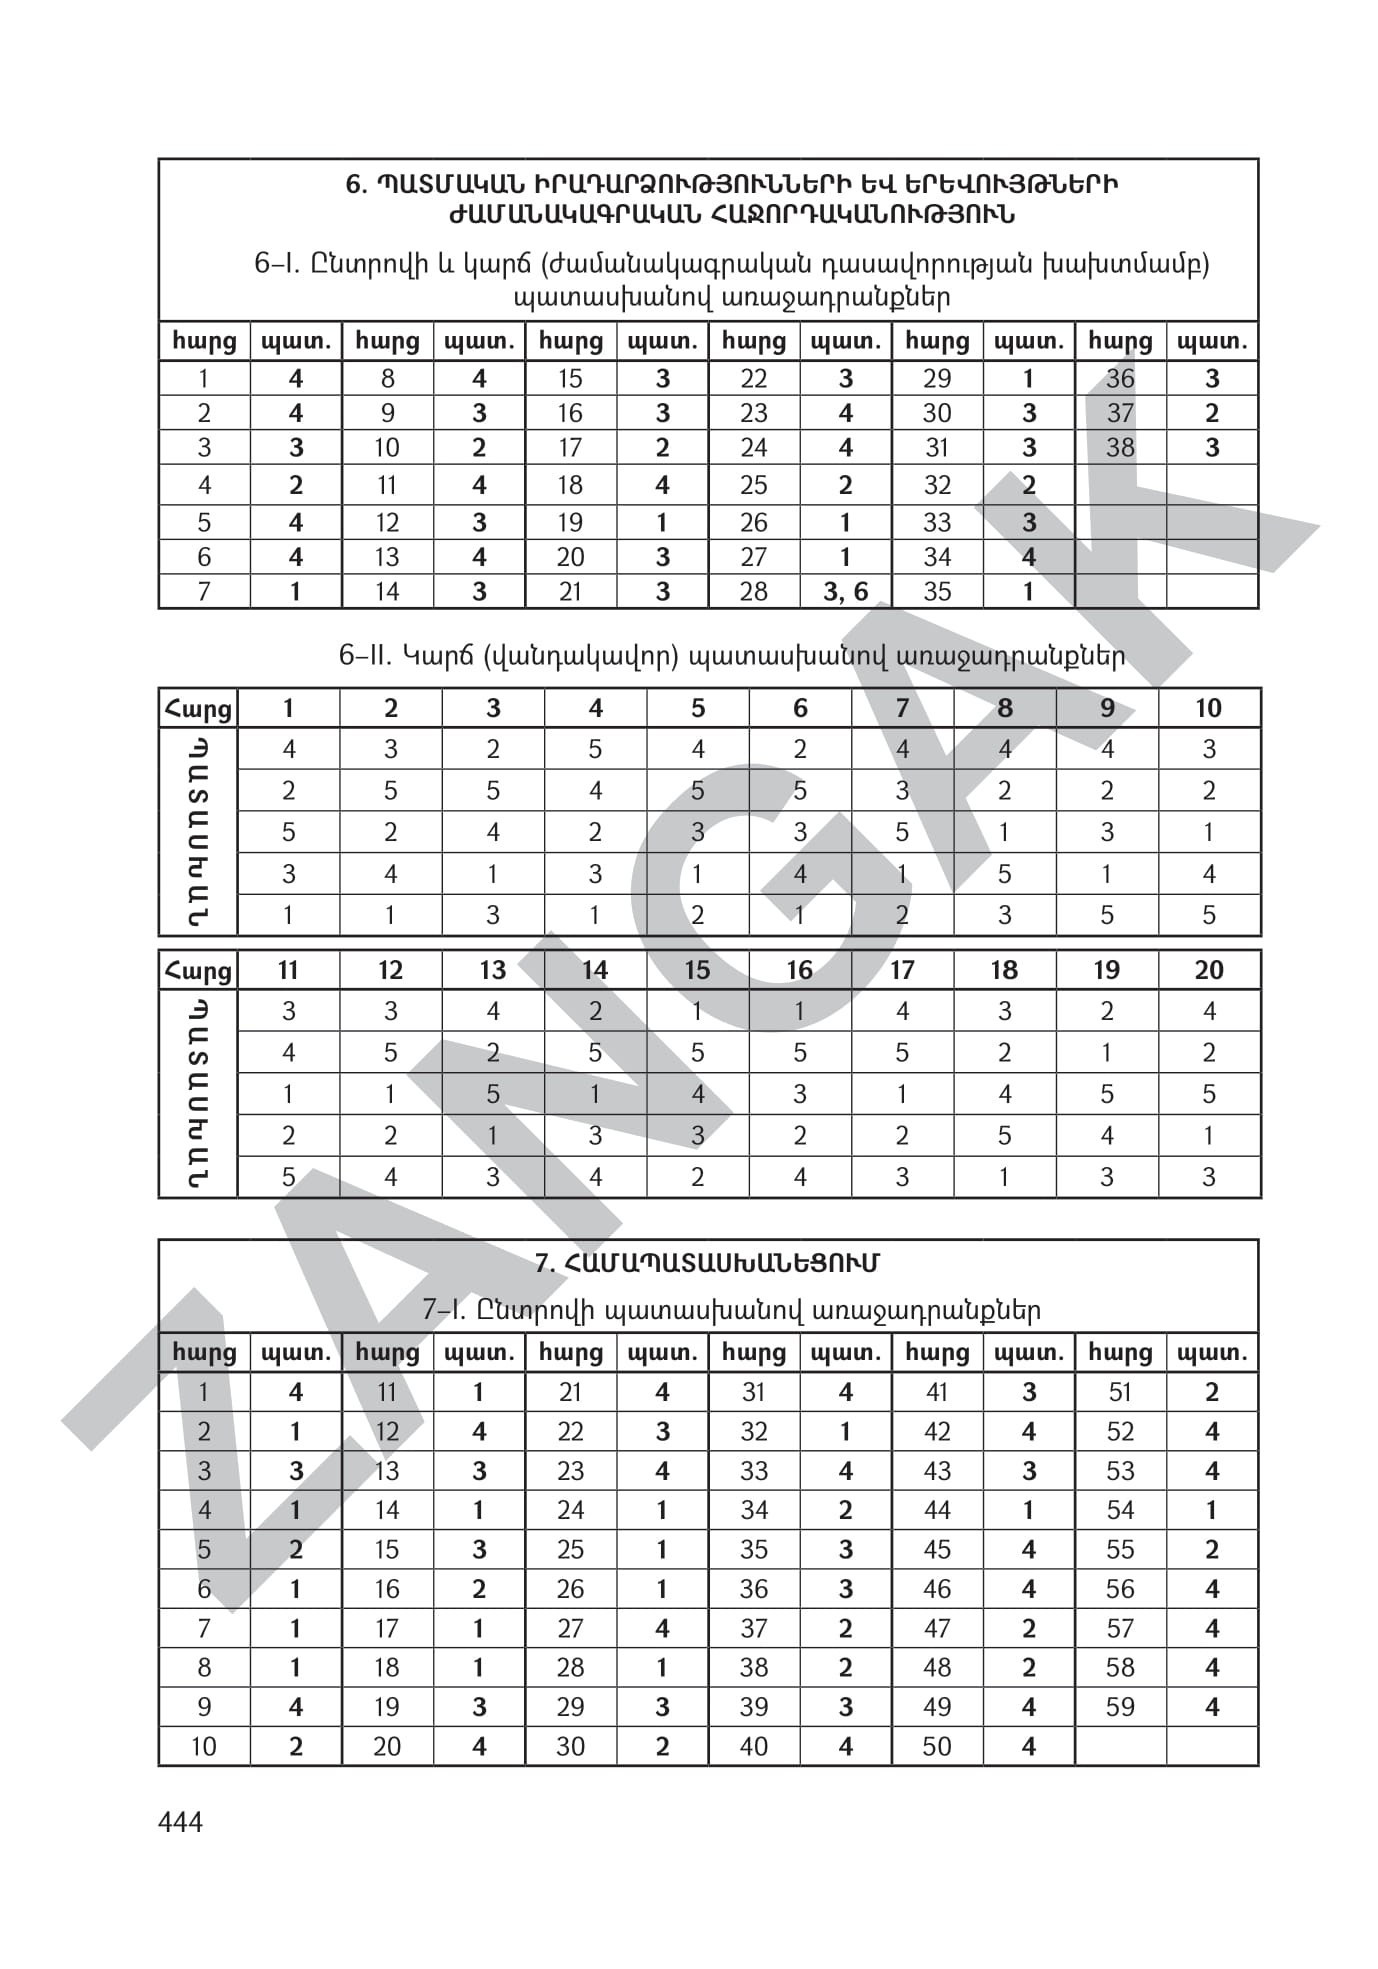 6. ՊԱՏՄԱԿԱՆ ԻՐԱԴԱՐՁՈՒԹՅՈՒՆՆԵՐԻ ԵՎ ԵՐԵՎՈՒՅԹՆԵՐԻ
ԺԱՄԱՆԱԿԱԳՐԱԿԱՆ ՀԱՋՈՐԴԱԿԱՆՈՒԹՅՈՒՆ
6–I. Ընտրովի և կարճ (ժամանակագրական դասավորության խախտմամբ)
պատասխանով առաջադրանքներ
հարց պատ. հարց պատ. հարց պատ. հարց պատ. հարց պատ. հարց պատ.
1 4 8 4 15 3 22 3 29 1 36 3
2 4 9 3 16 3 23 4 30 3 37 2
3 3 10 2 17 2 24 4 31 3 38 3
4 2 11 4 18 4 25 2 32 2
5 4 12 3 19 1 26 1 33 3
6 4 13 4 20 3 27 1 34 4
7 1 14 3 21 3 28 3, 6 35 1
6–II. Կարճ (վանդակավոր) պատասխանով առաջադրանքներ
Հարց 1 2 3 4 5 6 7 8 9 10
ՊՍՏՈՒՍԿ
4 3 2 5 4 2 4 4 4 3
2 5 5 4 5 5 3 2 2 2
5 2 4 2 3 3 5 1 3 1
3 4 1 3 1 4 1 5 1 4
1 1 3 1 2 1 2 3 5 5
Հարց 11 12 13 14 15 16 17 18 19 20
3 3 4 2 1 1 4 3 2 4
4 5 2 5 5 5 5 2 1 2
1 1 5 1 4 3 1 4 5 5
2 2 1 3 3 2 2 5 4 1
5 4 3 4 2 4 3 1 3 3
7. ՀԱՄԱՊԱՏԱՍԽԱՆԵՑՈՒՄ
7–I. Ընտրովի պատասխանով առաջադրանքներ
հարց պատ. հարց պատ. հարց պատ. հարց պատ. հարց պատ. հարց պատ.
1 4 11 1 21 4 31 4 41 3 51 2
2 1 12 4 22 3 32 1 42 4 52 4
3 3 13 3 23 4 33 4 43 3 53 4
4 1 14 1 24 1 34 2 44 1 54 1
5 2 15 3 25 1 35 3 45 4 55 2
6 1 16 2 26 1 36 3 46 4 56 4
7 1 17 1 27 4 37 2 47 2 57 4
8 1 18 1 28 1 38 2 48 2 58 4
9 4 19 3 29 3 39 3 49 4 59 4
10 2 20 4 30 2 40 4 50 4
444
ZANGAK